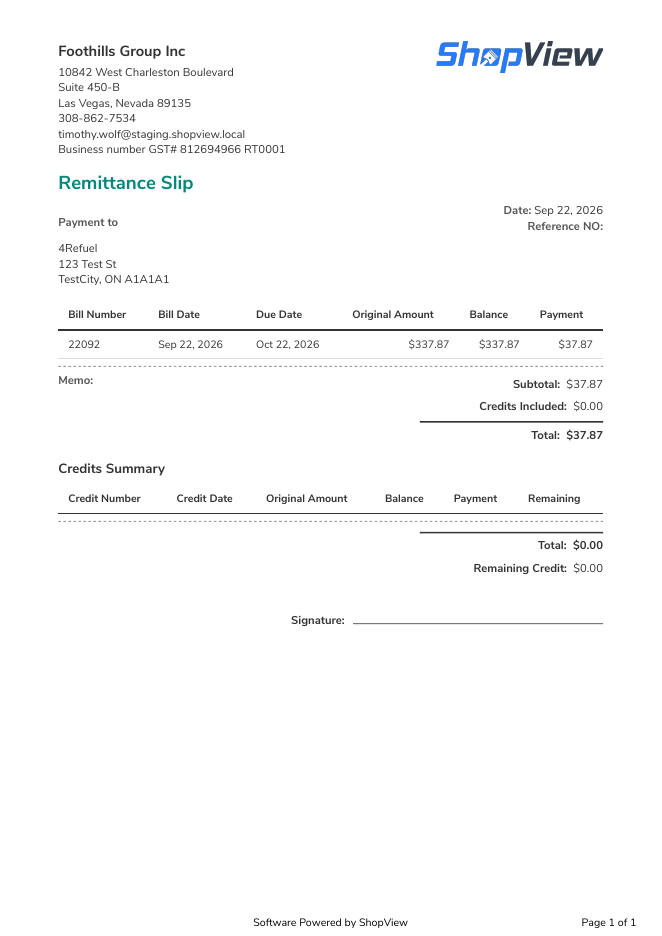 Foothills Group Inc
ShopView
10842 West Charleston Boulevard
Suite 450-B
Las Vegas, Nevada 89135
308-862-7534
timothy.wolf@staging.shopview.local
Business number GST# 812694966 RT0001
Remittance Slip
Date: Sep 22, 2026
Payment to
Reference NO:
4Refuel
123 Test St
TestCity, ON A1A1A1
Bill Number Bill Date Due Date Original Amount Balance Payment
22092 Sep 22, 2026 Oct 22, 2026 $337.87 $337.87 $37.87
Memo:
Subtotal: $37.87
Credits Included: $0.00
Total: $37.87
Credits Summary
Credit Number Credit Date Original Amount Balance Payment Remaining
Total: $0.00
Remaining Credit: $0.00
Signature:
Software Powered by ShopView
Page 1 of 1